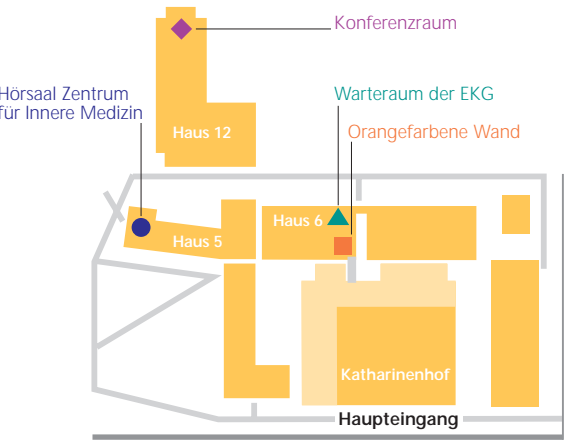 Konferenzraum
Hörsaal Zentrum
für Innere Medizin
Warteraum der EKG
Orangefarbene Wand
Haus 12
Haus 6
Haus 5
Katharinenhof
Haupteingang